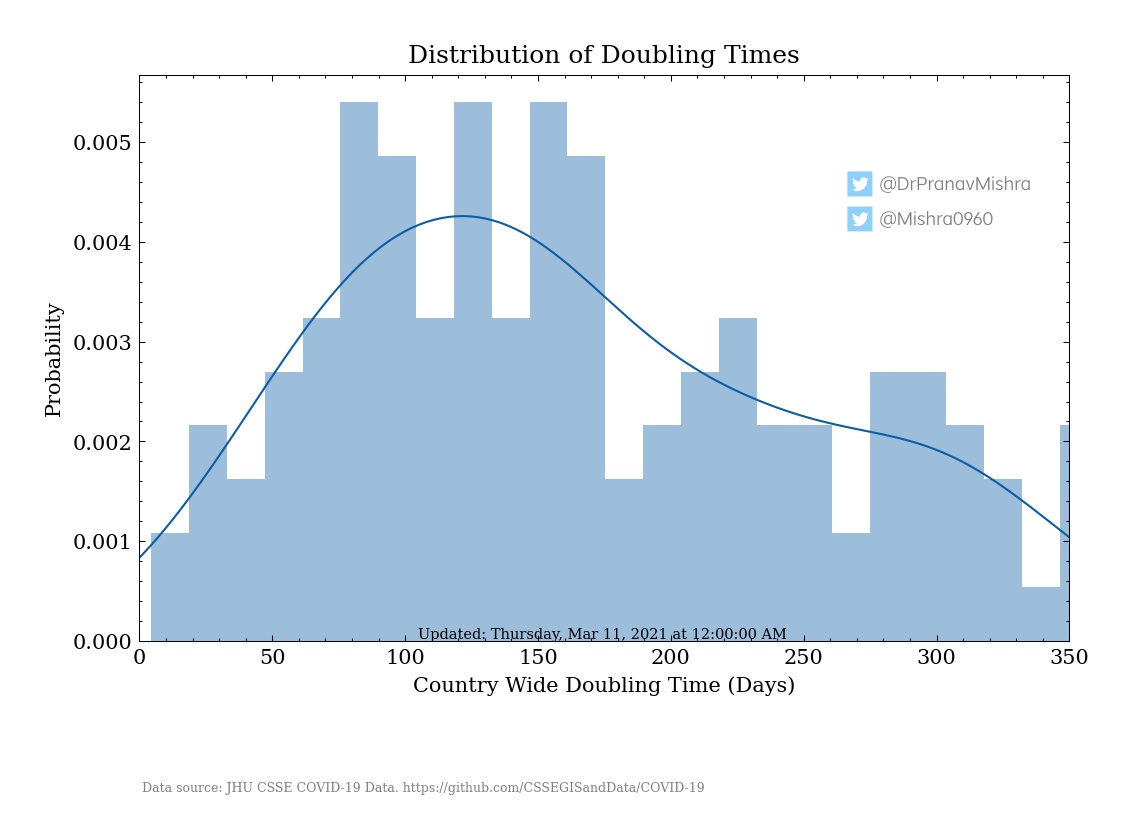 Distribution of Doubling Times
0.005
0.004
0.003
0.002
0.001
0.000
Probability
@DrPranavMishra
@Mishra0960
Updated: Thursday, Mar 11, 2021 at 12:00:00 AM
0 50 100 150 200 250 300 350
Country Wide Doubling Time (Days)
Data source: JHU CSSE COVID-19 Data. https://github.com/CSSEGISandData/COVID-19